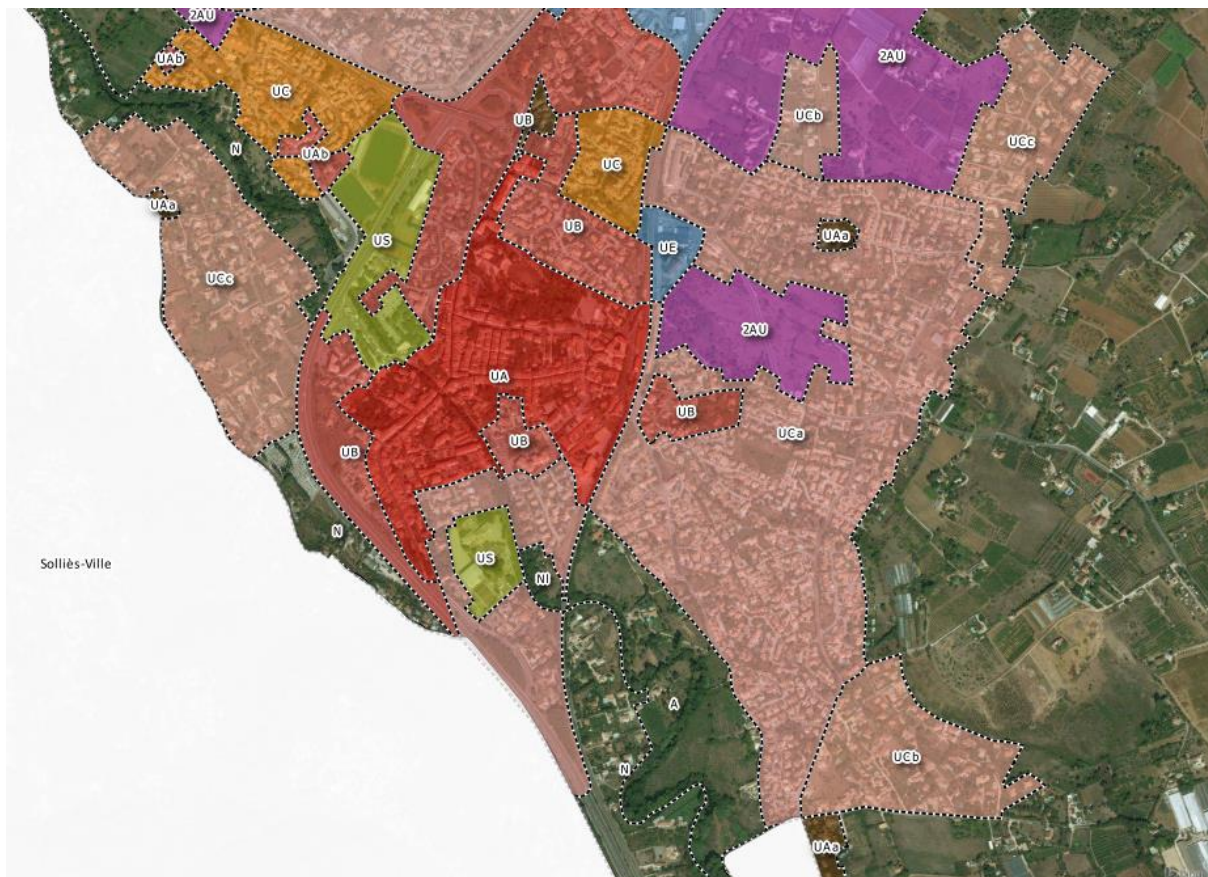 2AU
UAb
2AU
UC
UCb
UB
UCc
N
UAb
UC
UAa
UB
UAa
US
UE
UCc
2AU
UA
UB
UCa
UB
UB
N
US
Solliès-Ville
NI
A
UCb
N
UAa